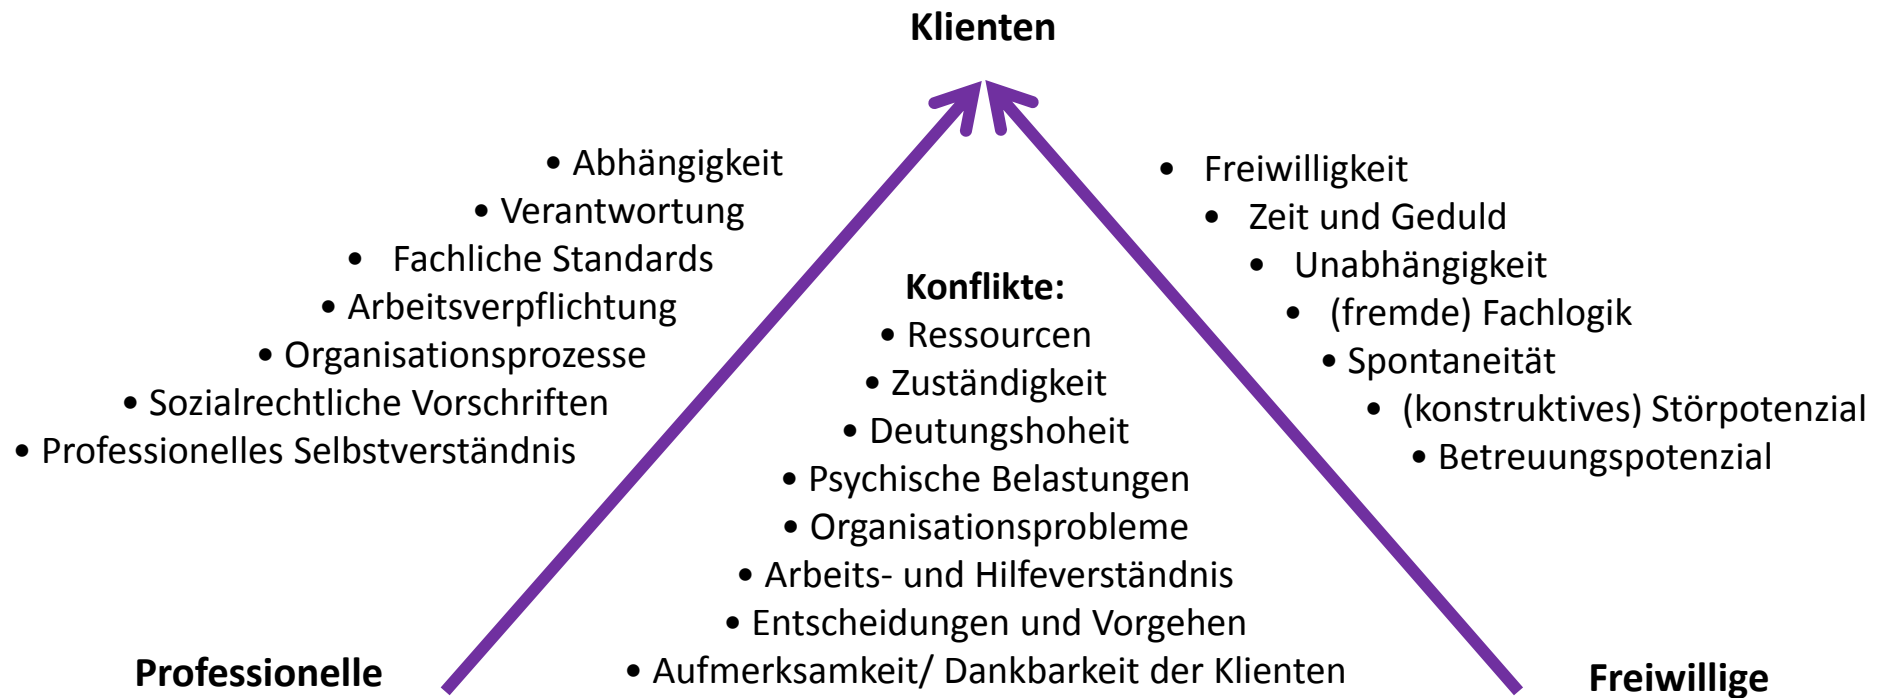 Klienten
• Abhängigkeit
• Verantwortung
• Fachliche Standards
• Arbeitsverpflichtung
• Organisationsprozesse
• Sozialrechtliche Vorschriften
• Professionelles Selbstverständnis
Professionelle
Konflikte:
• Ressourcen
• Zuständigkeit
• Deutungshoheit
• Psychische Belastungen
• Organisationsprobleme
• Arbeits- und Hilfeverständnis
• Entscheidungen und Vorgehen
• Aufmerksamkeit/ Dankbarkeit der Klienten
• Freiwilligkeit
• Zeit und Geduld
• Unabhängigkeit
• (fremde) Fachlogik
• Spontaneität
• (konstruktives) Störpotenzial
• Betreuungspotenzial
Freiwillige